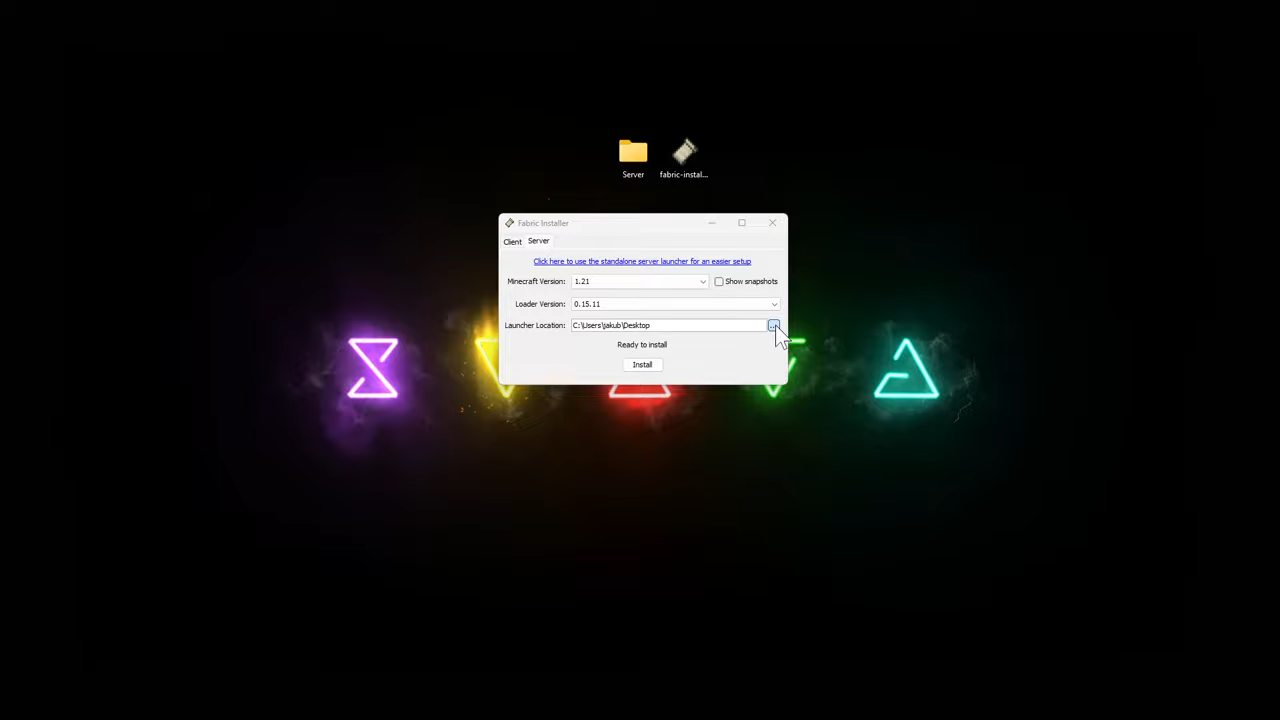 Server
fabric-instal...
Fabric Installer
Client Server
Click here to use the standalone server launcher for an easier setup
Minecraft Version: 1.21 Show snapshots
Loader Version: 0.15.11
Launcher Location: C:\Users\jakub\Desktop ...
Ready to install
Install